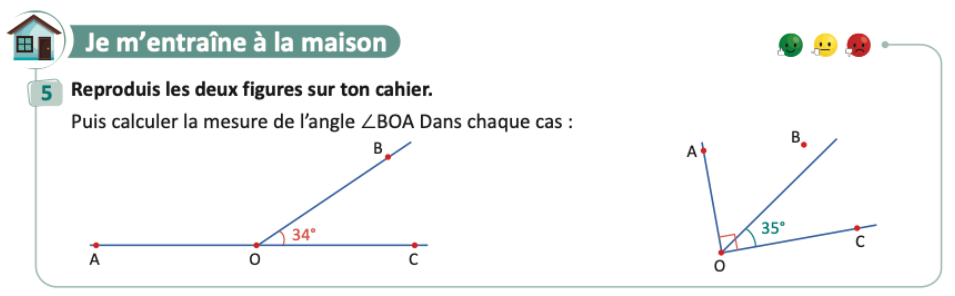 Je m'entraîne à la maison
5 Reproduis les deux figures sur ton cahier.
Puis calculer la mesure de l'angle ∠BOA Dans chaque cas :
B
34°
A O C
A
B
35°
C
O